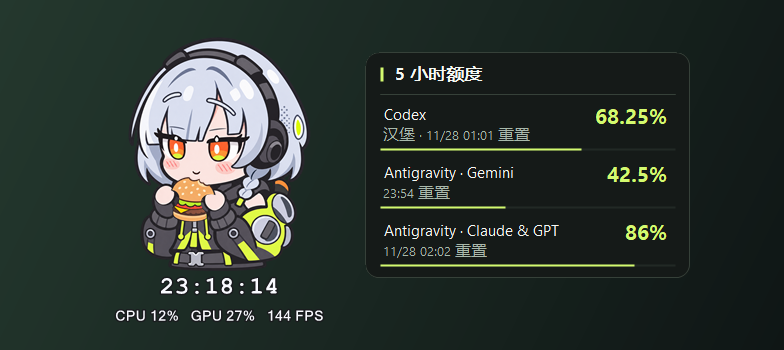 23:18:14
CPU 12% GPU 27% 144 FPS
5 小时额度
Codex 68.25%
汉堡 · 11/28 01:01 重置
Antigravity · Gemini 42.5%
23:54 重置
Antigravity · Claude & GPT 86%
11/28 02:02 重置